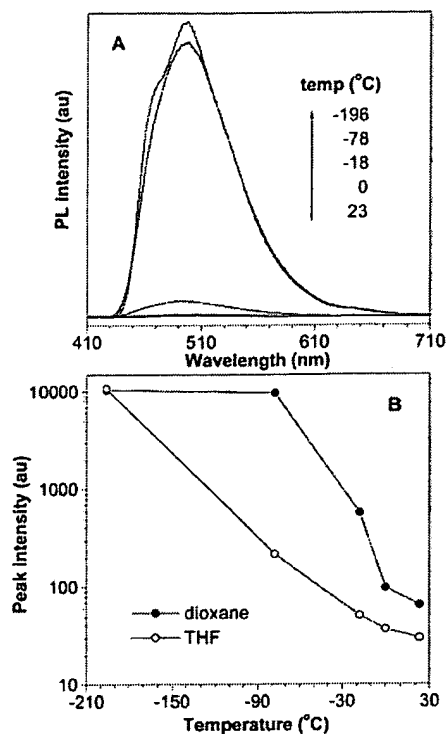 A
PL Intensity (au)
temp (°C)
-196
-78
-18
0
23
410 510 610 710
Wavelength (nm)
B
Peak Intensity (au)
10000
1000
100
10
dioxane
THF
-210 -150 -90 -30 30
Temperature (°C)